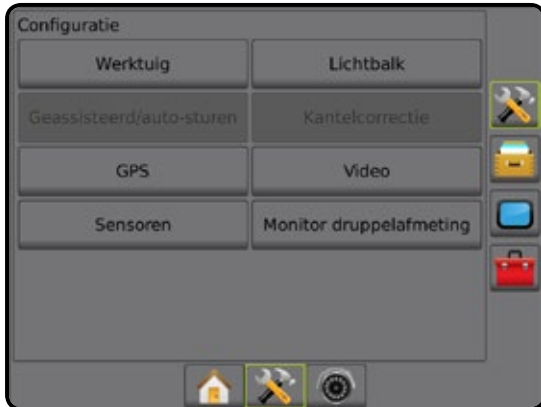 Configuratie
Werktuig
Lichtbalk
Geassisteerd/auto-sturen
Kantelcorrectie
GPS
Video
Sensoren
Monitor druppelafmeting